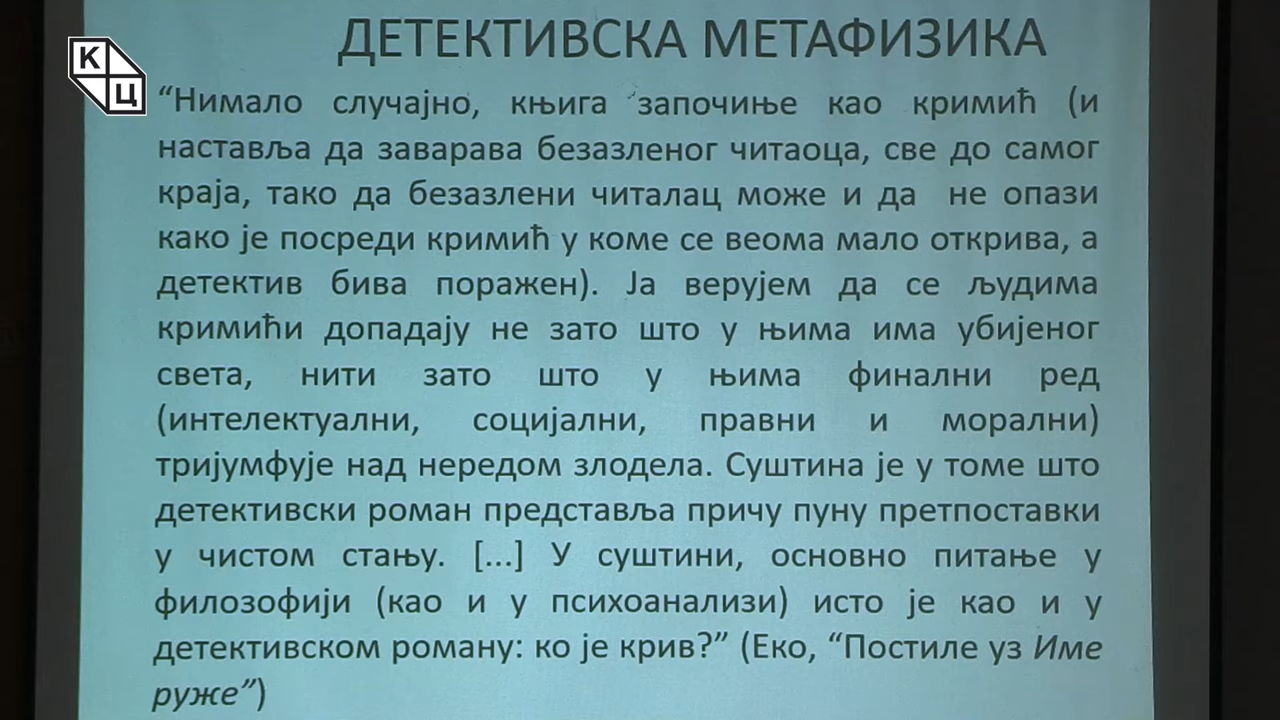 ДЕТЕКТИВСКА МЕТАФИЗИКА
К
Ц
“Нимало случајно, књига започиње као кримић (и
наставља да заварава безазленог читаоца, све до самог
краја, тако да безазлени читалац може и да не опази
како је посреди кримић у коме се веома мало открива, а
детектив бива поражен). Ја верујем да се људима
кримићи допадају не зато што у њима има убијеног
света, нити зато што у њима финални ред
(интелектуални, социјални, правни и морални)
тријумфује над нередом злодела. Суштина је у томе што
детективски роман представља причу пуну претпоставки
у чистом стању. [...] У суштини, основно питање у
филозофији (као и у психоанализи) исто је као и у
детективском роману: ко је крив?” (Еко, “Постиле уз Име
руже”)